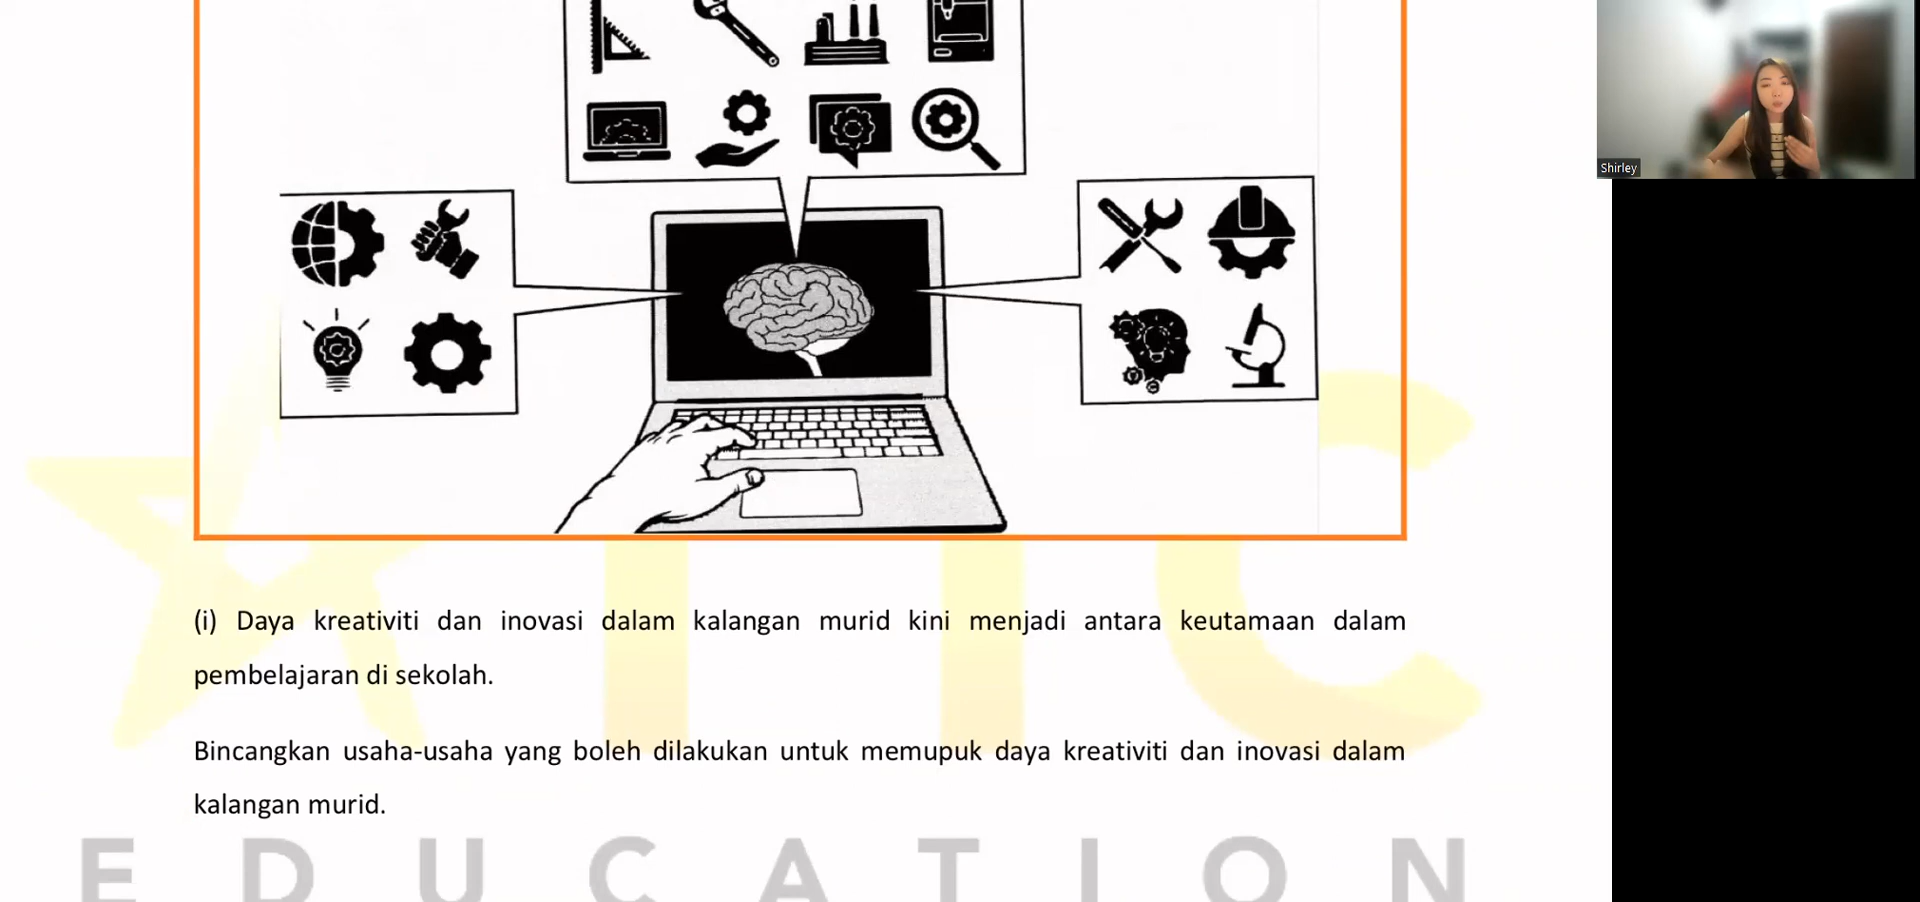 Shirley
(i) Daya kreativiti dan inovasi dalam kalangan murid kini menjadi antara keutamaan dalam
pembelajaran di sekolah.
Bincangkan usaha-usaha yang boleh dilakukan untuk memupuk daya kreativiti dan inovasi dalam
kalangan murid.
EDUCATION